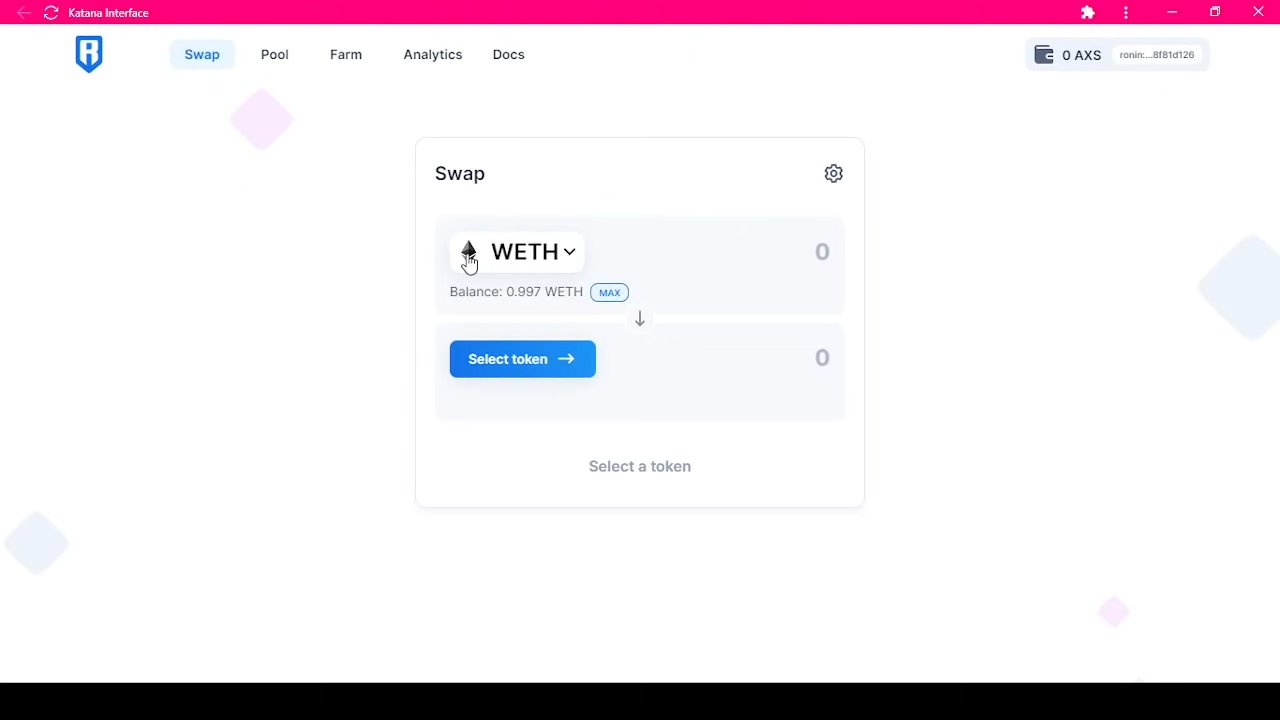 Katana Interface
Swap Pool Farm Analytics Docs
0 AXS ronin:...8f81d126
Swap
WETH 0
Balance: 0.997 WETH MAX
Select token 0
Select a token